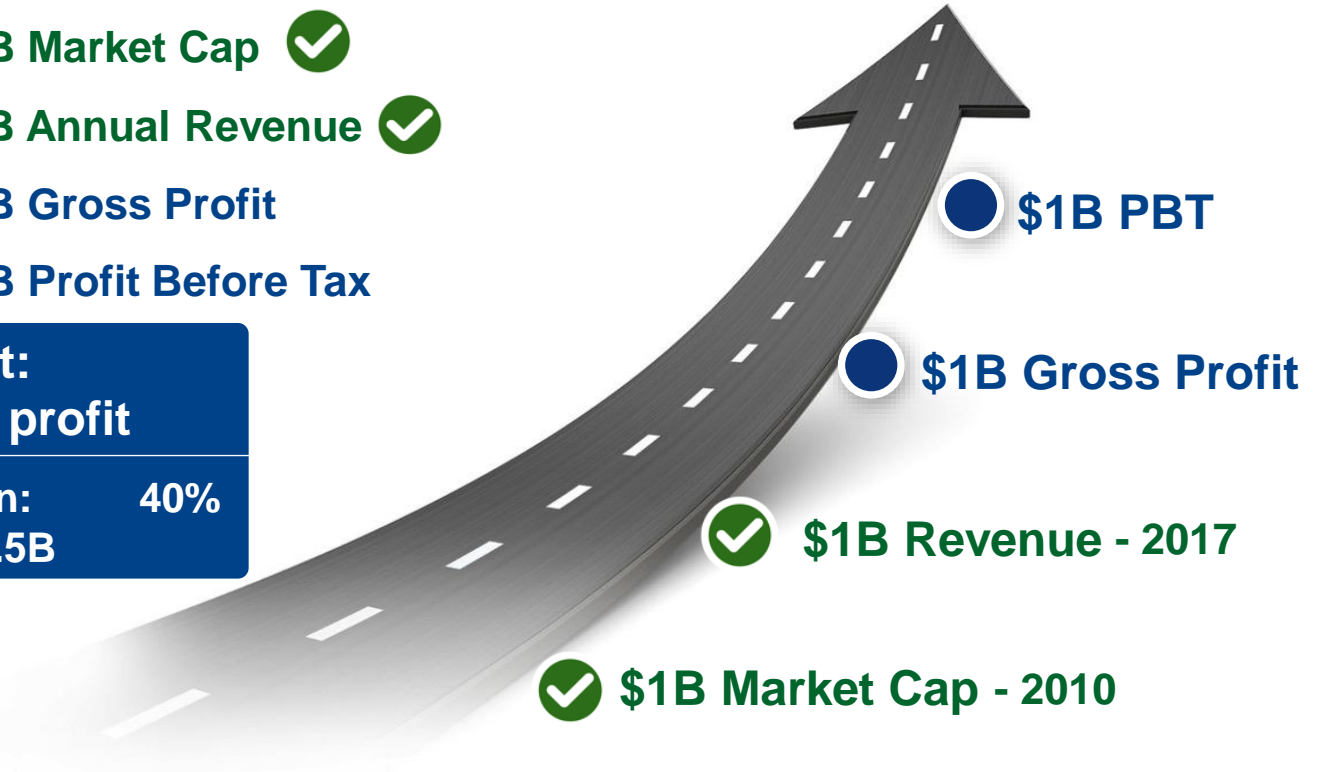 B Market Cap
B Annual Revenue
B Gross Profit
B Profit Before Tax
t:
profit
n: 40%
.5B
$1B PBT
$1B Gross Profit
$1B Revenue - 2017
$1B Market Cap - 2010